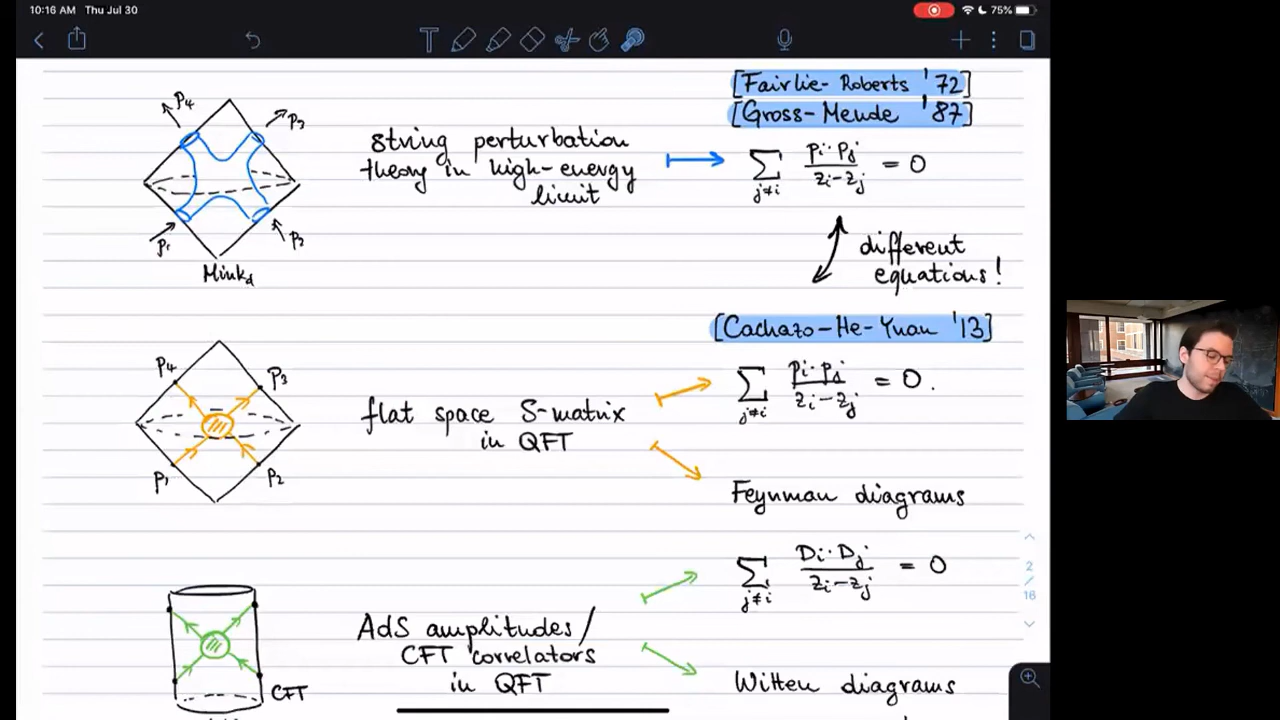 10:16 AM Thu Jul 30
75%
[Fairlie-Roberts '72]
[Gross-Mende '87]
P4
P3
string perturbation
theory in high-energy
limit
∑ j≠i pi·pj / zi-zj = 0
P1
P2
Minkd
different
equations!
[Cachazo-He-Yuan '13]
P4
P3
∑ j≠i pi·pj / zi-zj = 0.
flat space S-matrix
in QFT
P1
P2
Feynman diagrams
∑ j≠i Di·Dj / zi-zj = 0
AdS amplitudes/
CFT correlators
in QFT
CFT
Witten diagrams
2
/
16